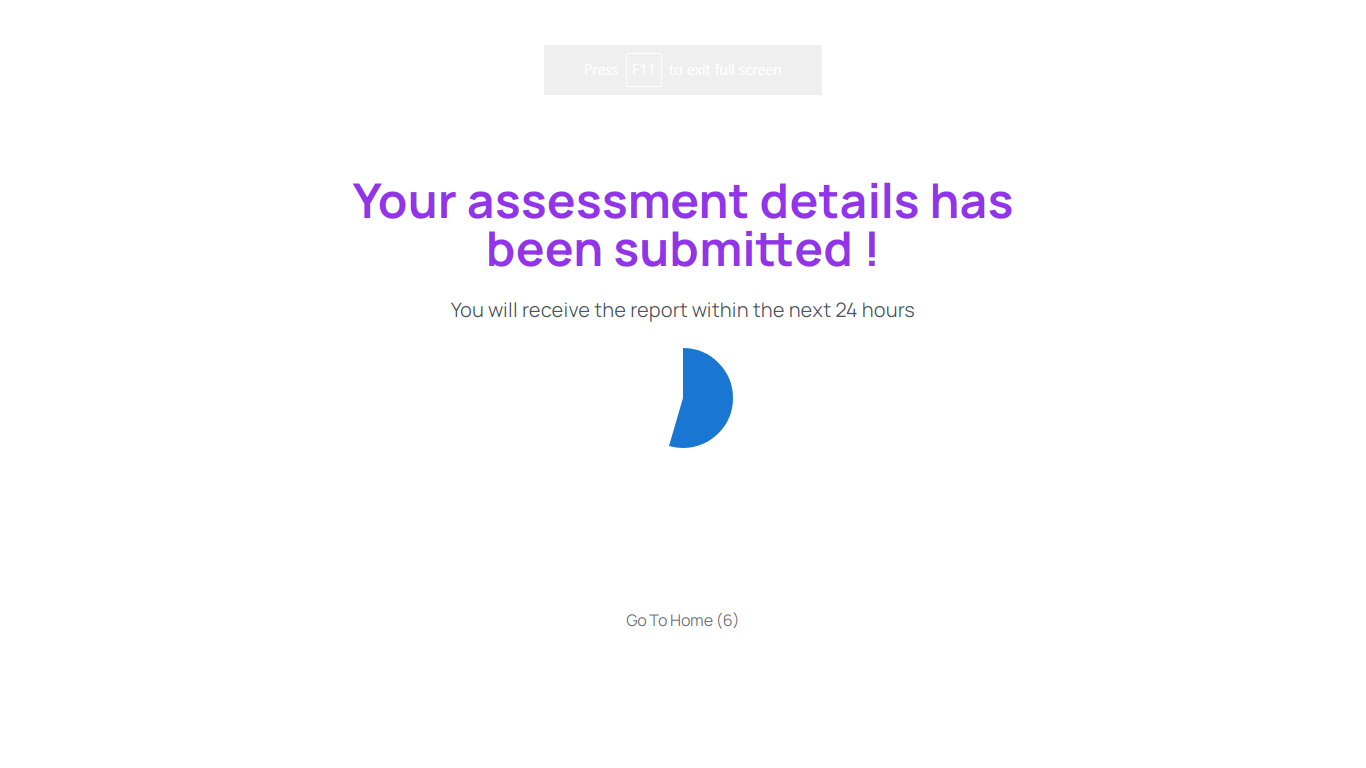 Press F11 to exit full screen
Your assessment details has
been submitted !
You will receive the report within the next 24 hours
Go To Home (6)